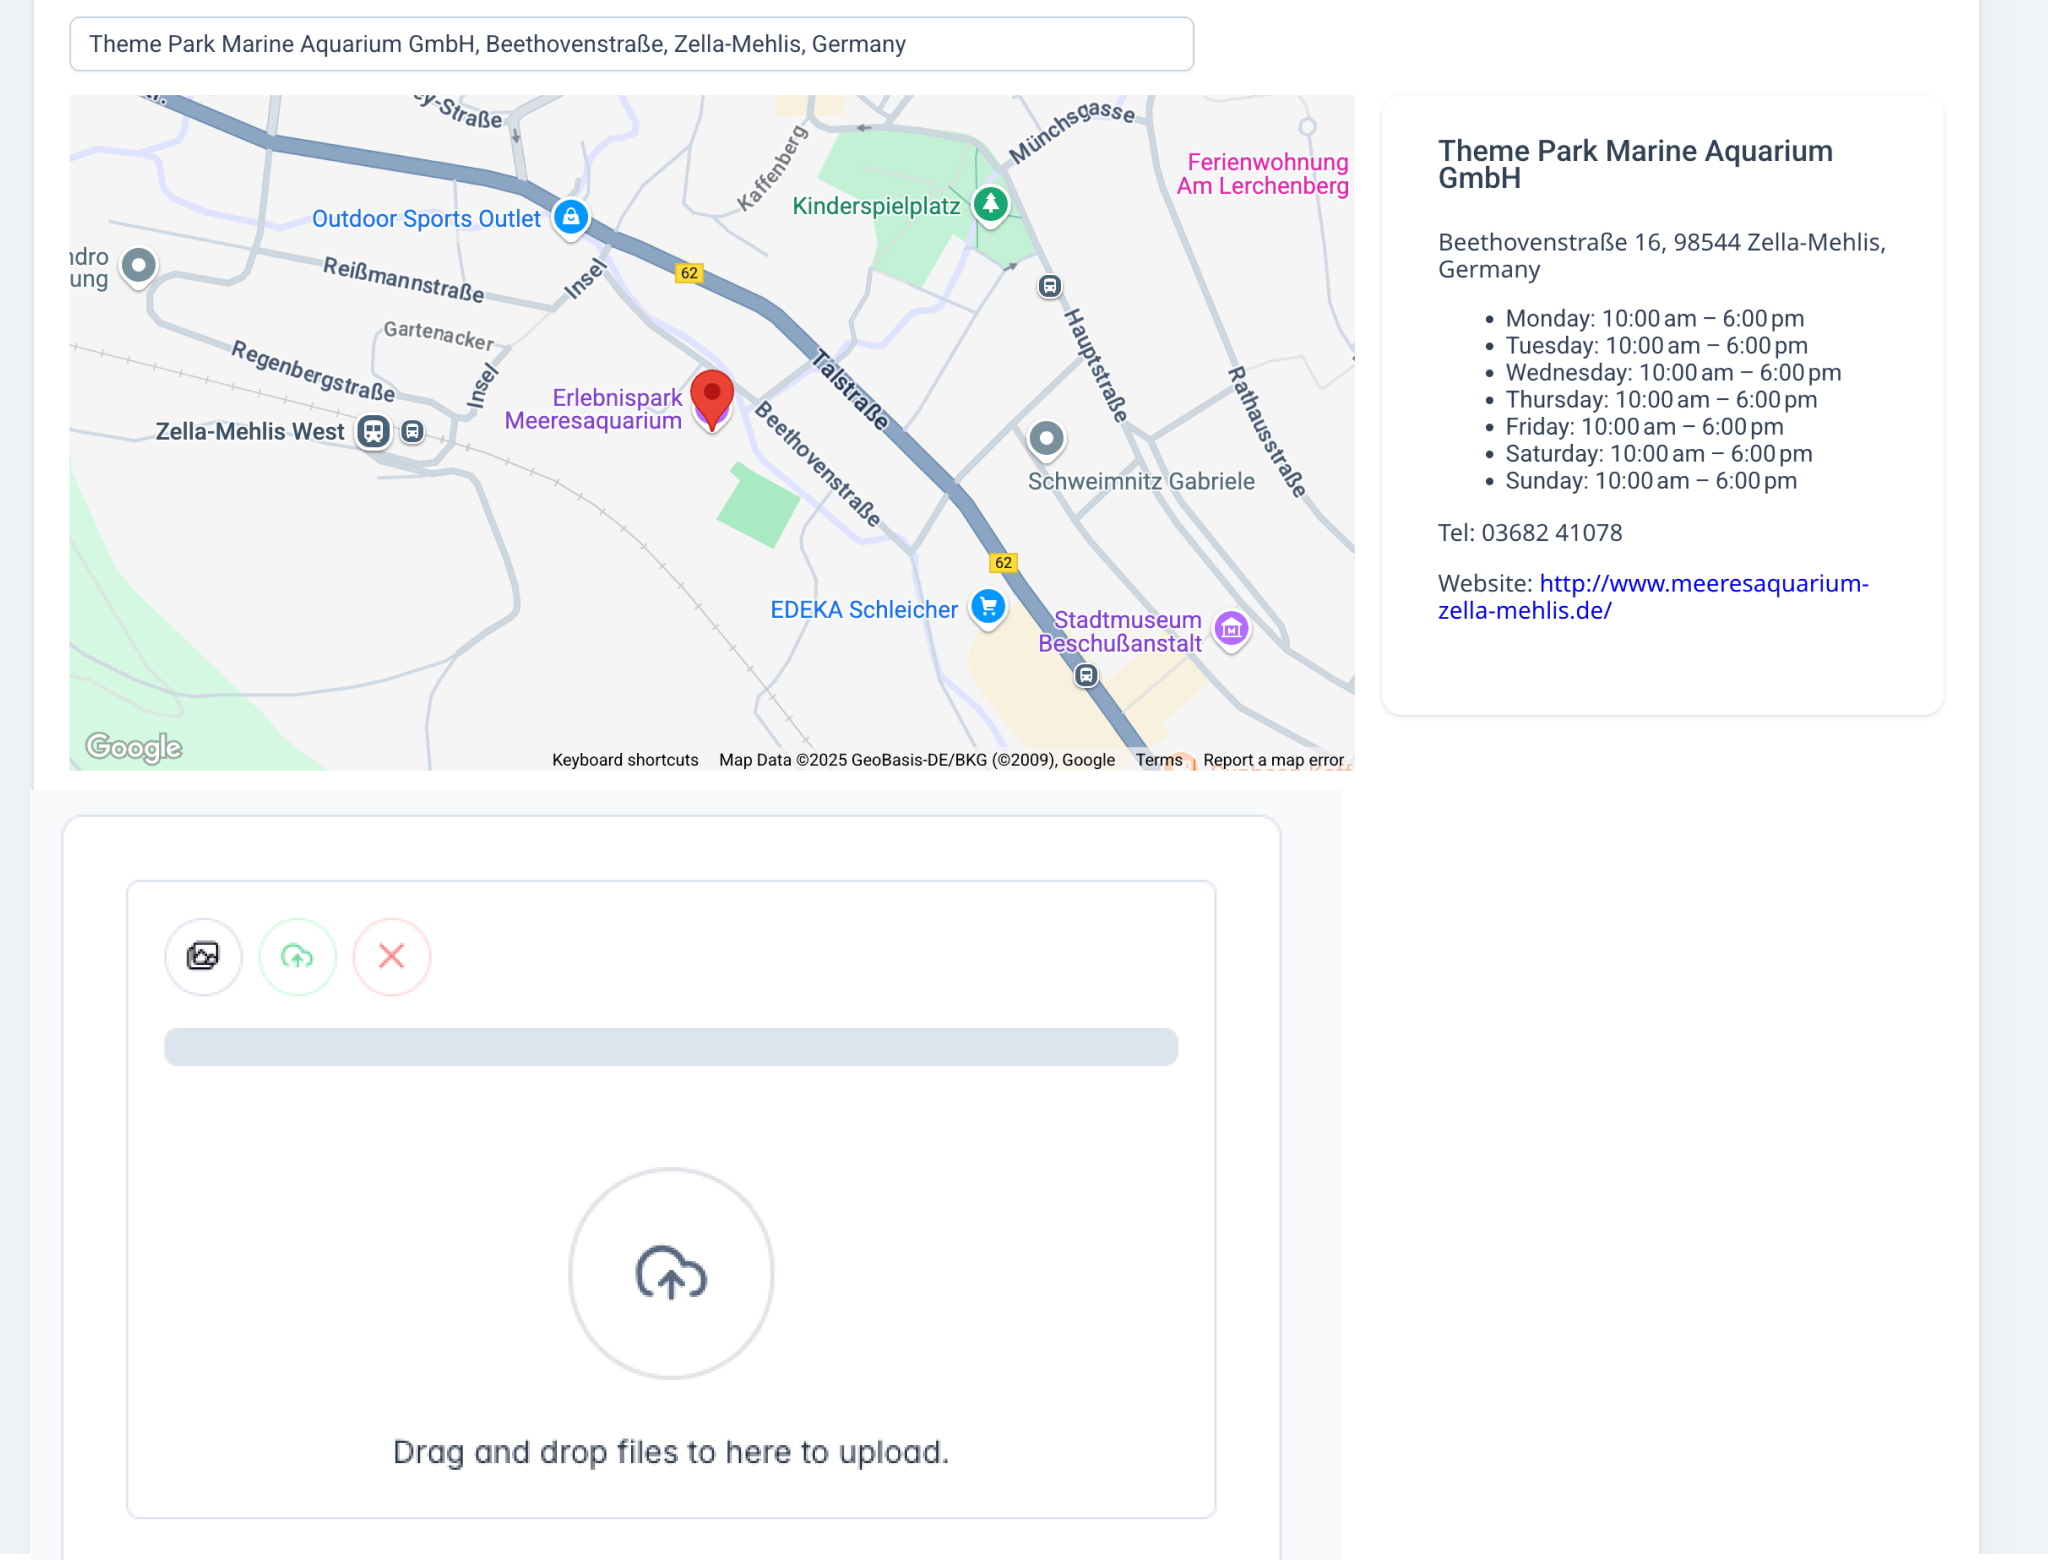 Theme Park Marine Aquarium GmbH, Beethovenstraße, Zella-Mehlis, Germany
ey-Straße
Münchsgasse
Kaffenberg
Ferienwohnung
Am Lerchenberg
Kinderspielplatz
Outdoor Sports Outlet
ndro
ung
Reißmannstraße
Insel
62
Gartenacker
Hauptstraße
Regenbergstraße
Insel
Talstraße
Rathausstraße
Erlebnispark
Meeresaquarium
Beethovenstraße
Zella-Mehlis West
Schweimnitz Gabriele
62
EDEKA Schleicher
Stadtmuseum
Beschußanstalt
Google
Keyboard shortcuts
Map Data ©2025 GeoBasis-DE/BKG (©2009), Google
Terms
Report a map error
Theme Park Marine Aquarium
GmbH
Beethovenstraße 16, 98544 Zella-Mehlis,
Germany
Monday: 10:00 am – 6:00 pm
Tuesday: 10:00 am – 6:00 pm
Wednesday: 10:00 am – 6:00 pm
Thursday: 10:00 am – 6:00 pm
Friday: 10:00 am – 6:00 pm
Saturday: 10:00 am – 6:00 pm
Sunday: 10:00 am – 6:00 pm
Tel: 03682 41078
Website: http://www.meeresaquarium-
zella-mehlis.de/
Drag and drop files to here to upload.